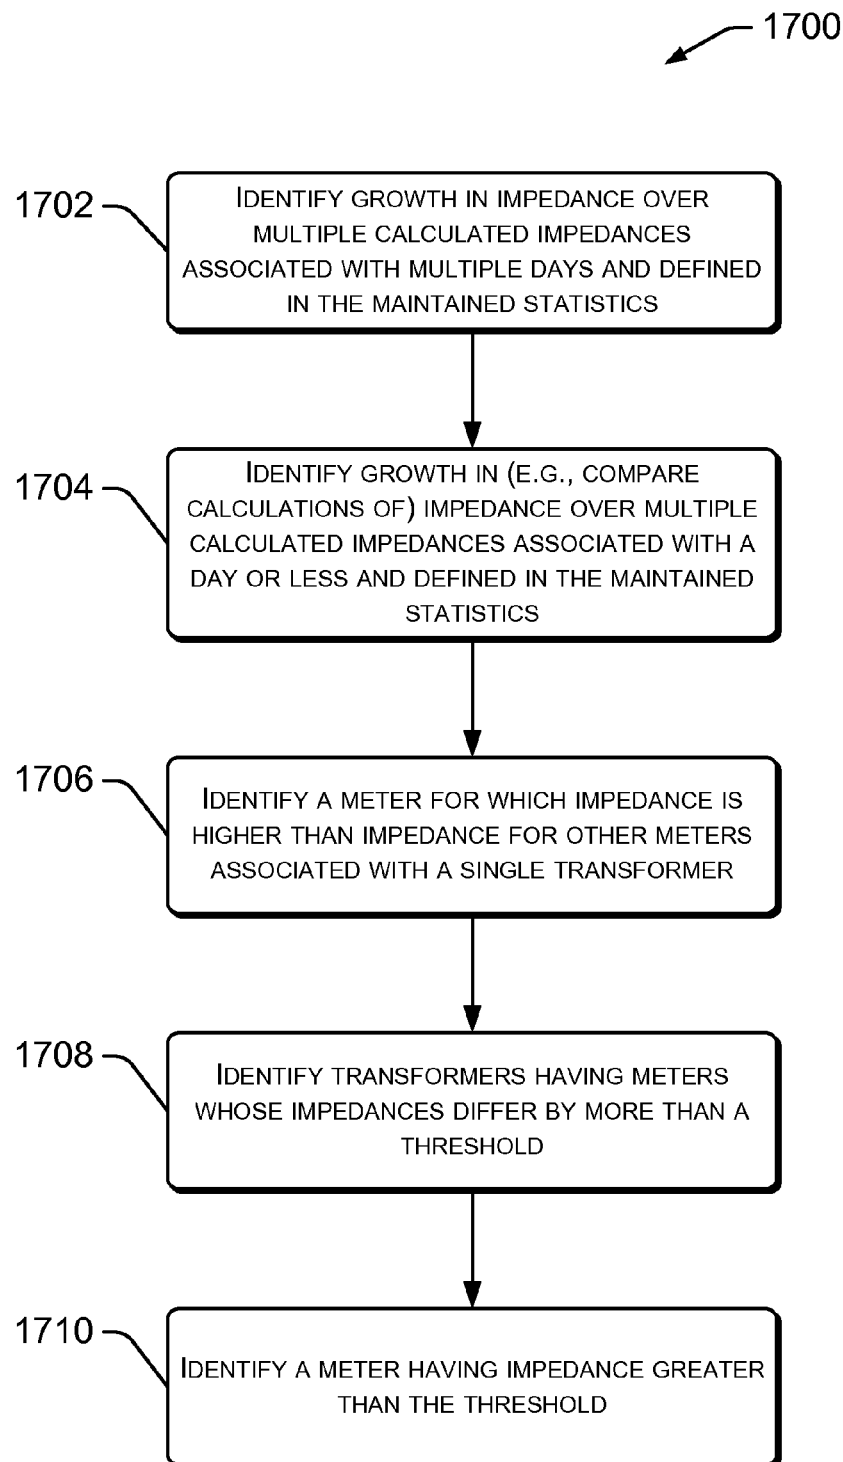 1700
1702
IDENTIFY GROWTH IN IMPEDANCE OVER
MULTIPLE CALCULATED IMPEDANCES
ASSOCIATED WITH MULTIPLE DAYS AND DEFINED
IN THE MAINTAINED STATISTICS
1704
IDENTIFY GROWTH IN (E.G., COMPARE
CALCULATIONS OF) IMPEDANCE OVER MULTIPLE
CALCULATED IMPEDANCES ASSOCIATED WITH A
DAY OR LESS AND DEFINED IN THE MAINTAINED
STATISTICS
1706
IDENTIFY A METER FOR WHICH IMPEDANCE IS
HIGHER THAN IMPEDANCE FOR OTHER METERS
ASSOCIATED WITH A SINGLE TRANSFORMER
1708
IDENTIFY TRANSFORMERS HAVING METERS
WHOSE IMPEDANCES DIFFER BY MORE THAN A
THRESHOLD
1710
IDENTIFY A METER HAVING IMPEDANCE GREATER
THAN THE THRESHOLD